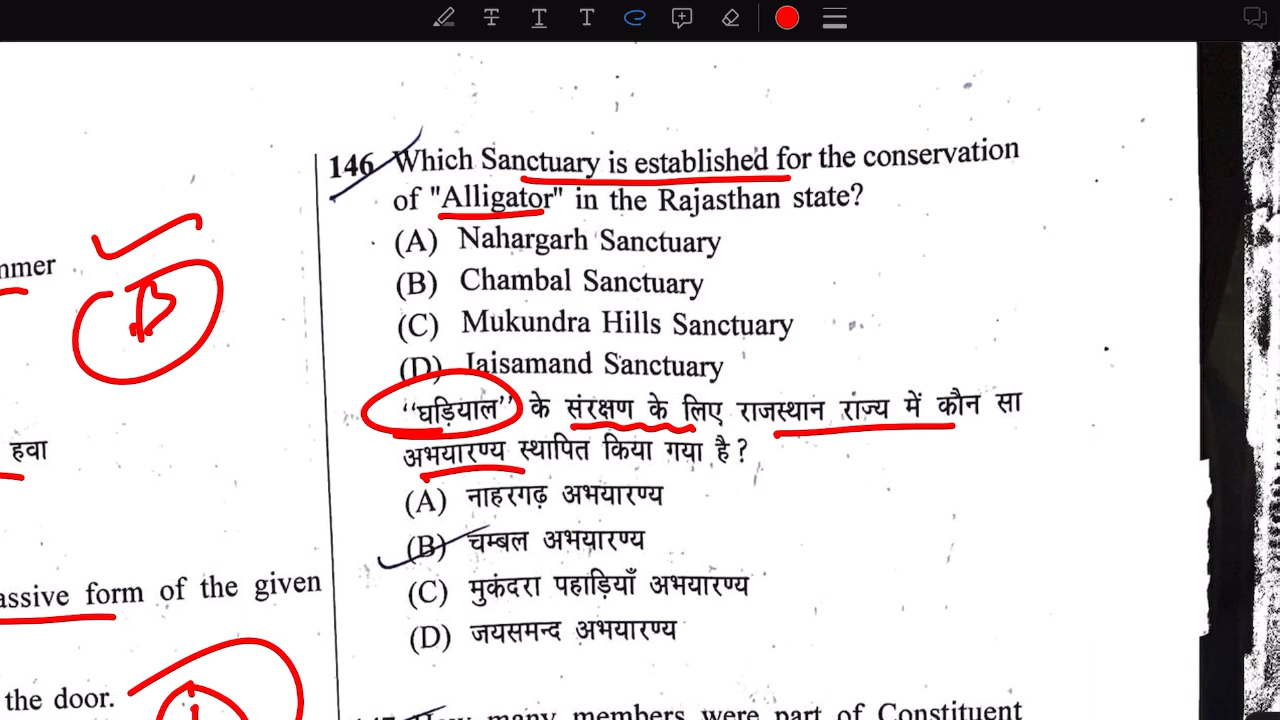 T T T
146. Which Sanctuary is established for the conservation
of "Alligator" in the Rajasthan state?
(A) Nahargarh Sanctuary
(B) Chambal Sanctuary
(C) Mukundra Hills Sanctuary
(D) Jaisamand Sanctuary
‘‘घड़ियाल’’ के संरक्षण के लिए राजस्थान राज्य में कौन सा
अभयारण्य स्थापित किया गया है?
(A) नाहरगढ़ अभयारण्य
(B) चम्बल अभयारण्य
(C) मुकंदरा पहाड़ियाँ अभयारण्य
(D) जयसमन्द अभयारण्य
many members were part of Constituent
nmer
B
हवा
assive form of the given
the door.